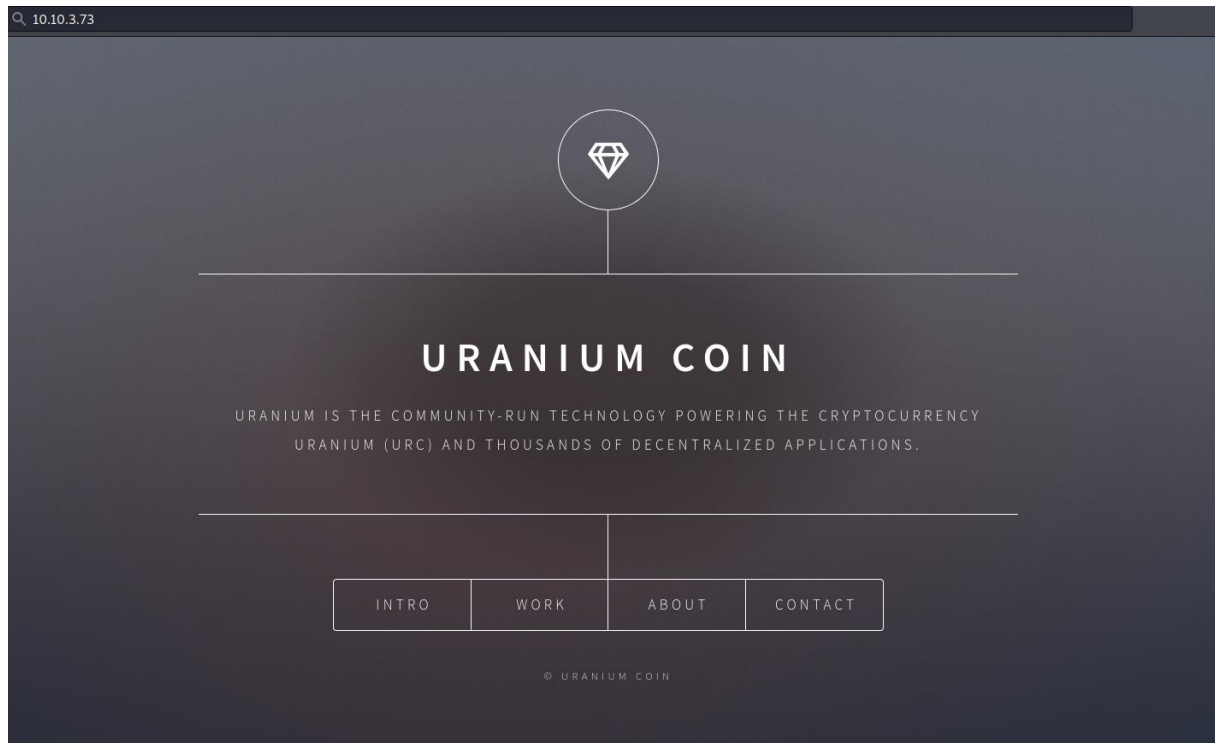 10.10.3.73
URANIUM COIN
URANIUM IS THE COMMUNITY-RUN TECHNOLOGY POWERING THE CRYPTOCURRENCY
URANIUM (URC) AND THOUSANDS OF DECENTRALIZED APPLICATIONS.
INTRO WORK ABOUT CONTACT
© URANIUM COIN